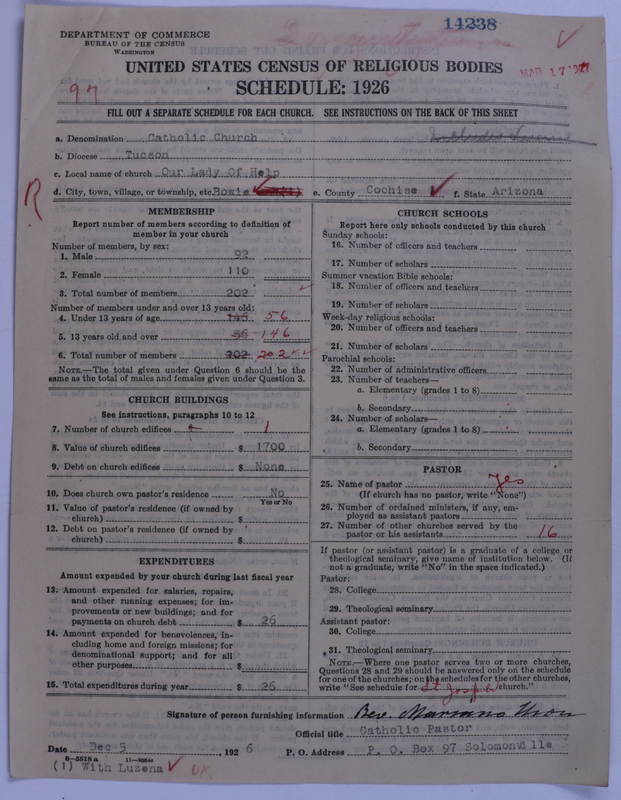 14238
DEPARTMENT OF COMMERCE
BUREAU OF THE CENSUS
WASHINGTON
UNITED STATES CENSUS OF RELIGIOUS BODIES
MAR 17 1927
SCHEDULE: 1926
97
FILL OUT A SEPARATE SCHEDULE FOR EACH CHURCH. SEE INSTRUCTIONS ON THE BACK OF THIS SHEET
a. Denomination Catholic Church
b. Diocese Tucson
c. Local name of church Our Lady Of Help
d. City, town, village, or township, etc. Bowie e. County Cochise f. State Arizona
R
MEMBERSHIP
Report number of members according to definition of
member in your church
Number of members, by sex:
1. Male 92
2. Female 110
3. Total number of members 202
Number of members under and over 13 years old:
4. Under 13 years of age 146 56
5. 13 years old and over 56 146
6. Total number of members 202 202
NOTE.—The total given under Question 6 should be the
same as the total of males and females given under Question 3.
CHURCH BUILDINGS
See instructions, paragraphs 10 to 12
7. Number of church edifices 1
8. Value of church edifices $ 1700
9. Debt on church edifices $ None
10. Does church own pastor's residence No
Yes or No
11. Value of pastor's residence (if owned by
church) $
12. Debt on pastor's residence (if owned by
church) $
EXPENDITURES
Amount expended by your church during last fiscal year
13. Amount expended for salaries, repairs,
and other running expenses; for im-
provements or new buildings; and for
payments on church debt $ 26
14. Amount expended for benevolences, in-
cluding home and foreign missions; for
denominational support; and for all
other purposes $
15. Total expenditures during year $ 26
CHURCH SCHOOLS
Report here only schools conducted by this church
Sunday schools:
16. Number of officers and teachers
17. Number of scholars
Summer vacation Bible schools:
18. Number of officers and teachers
19. Number of scholars
Week-day religious schools:
20. Number of officers and teachers
21. Number of scholars
Parochial schools:
22. Number of administrative officers
23. Number of teachers—
a. Elementary (grades 1 to 8)
b. Secondary
24. Number of scholars—
a. Elementary (grades 1 to 8)
b. Secondary
PASTOR
25. Name of pastor yes
(If church has no pastor, write "None")
26. Number of ordained ministers, if any, em-
ployed as assistant pastors
27. Number of other churches served by the
pastor or his assistants 16
If pastor (or assistant pastor) is a graduate of a college or
theological seminary, give name of institution below. (If
not a graduate, write "No" in the space indicated.)
Pastor:
28. College
29. Theological seminary
Assistant pastor:
30. College
31. Theological seminary
NOTE.—Where one pastor serves two or more churches,
Questions 28 and 29 should be answered only on the schedule
for one of the churches; on the schedules for the other churches,
write "See schedule for St Joseph church."
Signature of person furnishing information Rev. Mariano
Official title Catholic Pastor
Date Dec 5, 1926 P. O. Address P. O. Box 97 Solomonville
8-5518a
(1) With Luzena OK